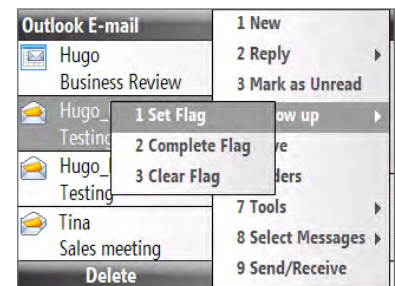 Outlook E-mail
Hugo
Business Review
Hugo_
Testing
Hugo_
Testing
Tina
Sales meeting
Delete
1 New
2 Reply
3 Mark as Unread
ow up
ve
ders
7 Tools
8 Select Messages
9 Send/Receive
1 Set Flag
2 Complete Flag
3 Clear Flag